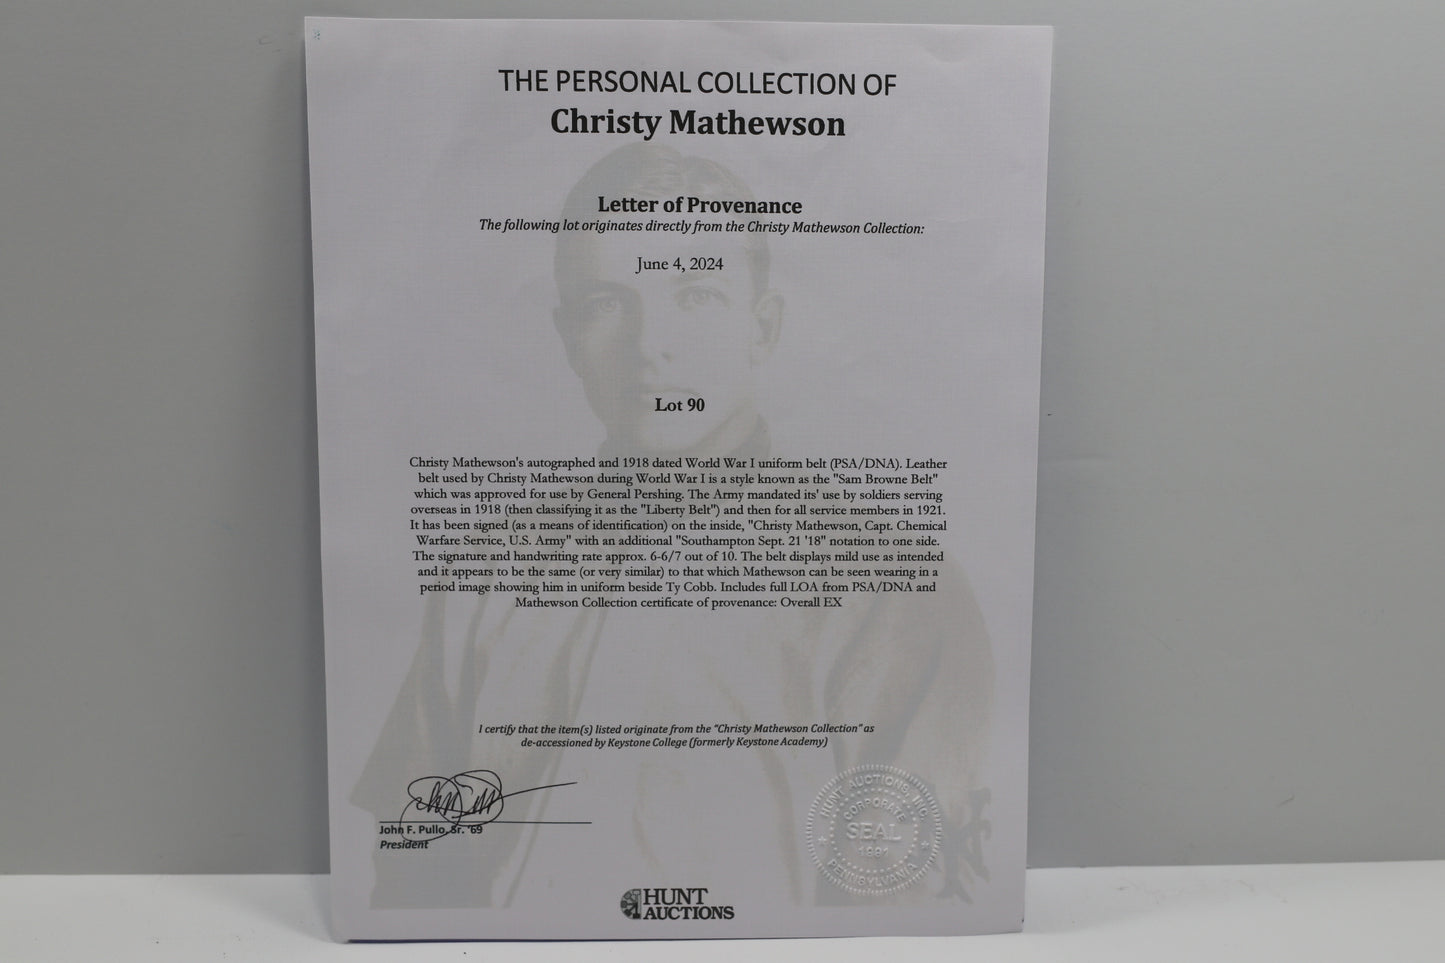 THE PERSONAL COLLECTION OF
Christy Mathewson
Letter of Provenance
The following lot originates directly from the Christy Mathewson Collection:
June 4, 2024
Lot 90
Christy Mathewson's autographed and 1918 dated World War I uniform belt (PSA/DNA). Leather
belt used by Christy Mathewson during World War I is a style known as the "Sam Browne Belt"
which was approved for use by General Pershing. The Army mandated its' use by soldiers serving
overseas in 1918 (then classifying it as the "Liberty Belt") and then for all service members in 1921.
It has been signed (as a means of identification) on the inside, "Christy Mathewson, Capt. Chemical
Warfare Service, U.S. Army" with an additional "Southampton Sept. 21 '18" notation to one side.
The signature and handwriting rate approx. 6-6/7 out of 10. The belt displays mild use as intended
and it appears to be the same (or very similar) to that which Mathewson can be seen wearing in a
period image showing him in uniform beside Ty Cobb. Includes full LOA from PSA/DNA and
Mathewson Collection certificate of provenance: Overall EX
I certify that the item(s) listed originate from the "Christy Mathewson Collection" as
de-accessioned by Keystone College (formerly Keystone Academy)
John F. Pullo, Sr. '69
President
HUNT AUCTIONS, INC.
CORPORATE
SEAL
1991
PENNSYLVANIA
HUNT
AUCTIONS